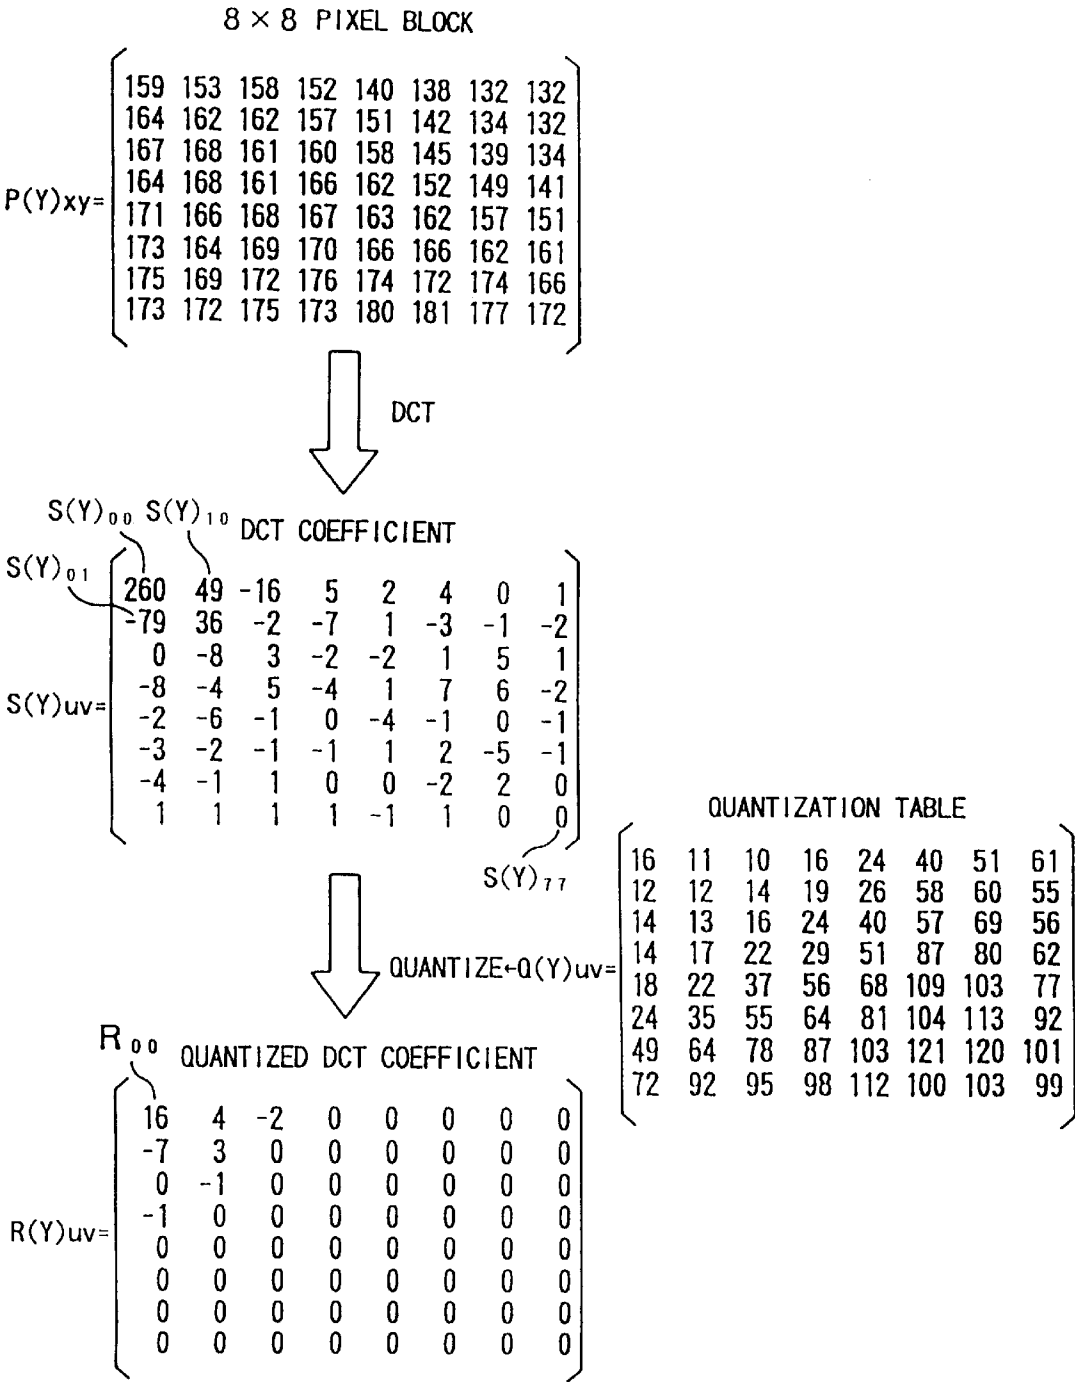 8 × 8 PIXEL BLOCK
159 153 158 152 140 138 132 132
164 162 162 157 151 142 134 132
167 168 161 160 158 145 139 134
164 168 161 166 162 152 149 141
P(Y)xy=
171 166 168 167 163 162 157 151
173 164 169 170 166 166 162 161
175 169 172 176 174 172 174 166
173 172 175 173 180 181 177 172
DCT
S(Y)₀₀ S(Y)₁₀
DCT COEFFICIENT
S(Y)₀₁
260 49 -16 5 2 4 0 1
-79 36 -2 -7 1 -3 -1 -2
0 -8 3 -2 -2 1 5 1
-8 -4 5 -4 1 7 6 -2
S(Y)uv=
-2 -6 -1 0 -4 -1 0 -1
-3 -2 -1 -1 1 2 -5 -1
-4 -1 1 0 0 -2 2 0
1 1 1 1 -1 1 0 0
S(Y)₇₇
QUANTIZATION TABLE
16 11 10 16 24 40 51 61
12 12 14 19 26 58 60 55
14 13 16 24 40 57 69 56
14 17 22 29 51 87 80 62
QUANTIZE←Q(Y)uv=
18 22 37 56 68 109 103 77
24 35 55 64 81 104 113 92
49 64 78 87 103 121 120 101
72 92 95 98 112 100 103 99
R₀₀
QUANTIZED DCT COEFFICIENT
16 4 -2 0 0 0 0 0
-7 3 0 0 0 0 0 0
0 -1 0 0 0 0 0 0
-1 0 0 0 0 0 0 0
R(Y)uv=
0 0 0 0 0 0 0 0
0 0 0 0 0 0 0 0
0 0 0 0 0 0 0 0
0 0 0 0 0 0 0 0